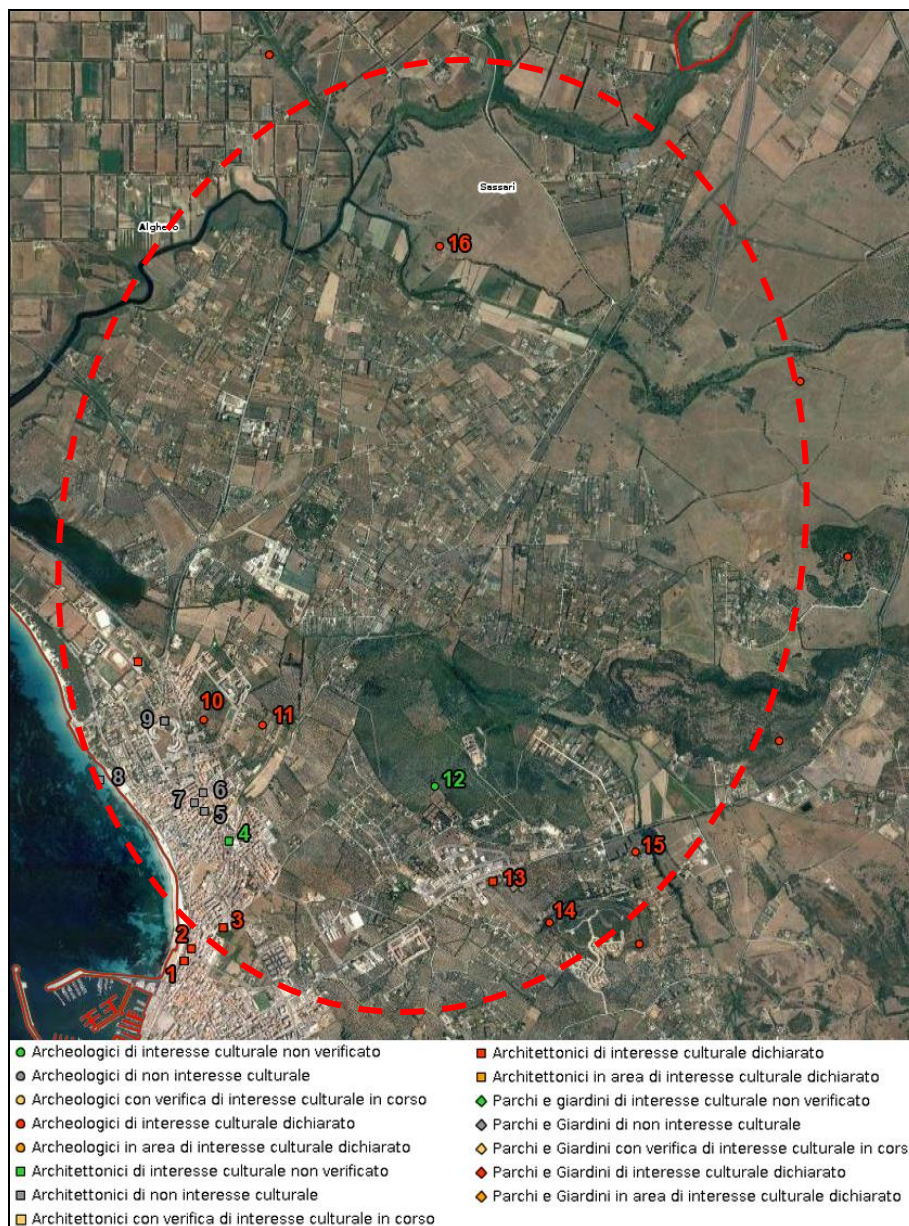 Sassari
Alghero
16
10
11
9
8
6
7
5
12
4
15
13
14
3
2
1
Archeologici di interesse culturale non verificato
Archeologici di non interesse culturale
Archeologici con verifica di interesse culturale in corso
Archeologici di interesse culturale dichiarato
Archeologici in area di interesse culturale dichiarato
Architettonici di interesse culturale non verificato
Architettonici di non interesse culturale
Architettonici con verifica di interesse culturale in corso
Architettonici di interesse culturale dichiarato
Architettonici in area di interesse culturale dichiarato
Parchi e giardini di interesse culturale non verificato
Parchi e Giardini di non interesse culturale
Parchi e Giardini con verifica di interesse culturale in cors
Parchi e Giardini di interesse culturale dichiarato
Parchi e Giardini in area di interesse culturale dichiarato